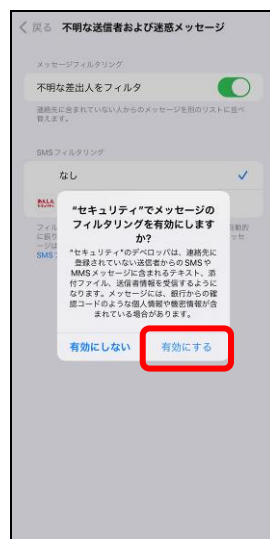 戻る 不明な送信者および迷惑メッセージ
メッセージフィルタリング
不明な差出人をフィルタ
連絡先に含まれていない人からのメッセージを別のリストに並べ
替えます。
SMSフィルタリング
なし
"セキュリティ"でメッセージの
フィルタリングを有効にします
か?
"セキュリティ"のデベロッパは、連絡先に
登録されていない送信者からのSMSや
MMSメッセージに含まれるテキスト、添
付ファイル、送信者情報を受信するように
なります。メッセージには、銀行からの確
認コードのような個人情報や機密情報が含
まれている場合があります。
有効にしない 有効にする